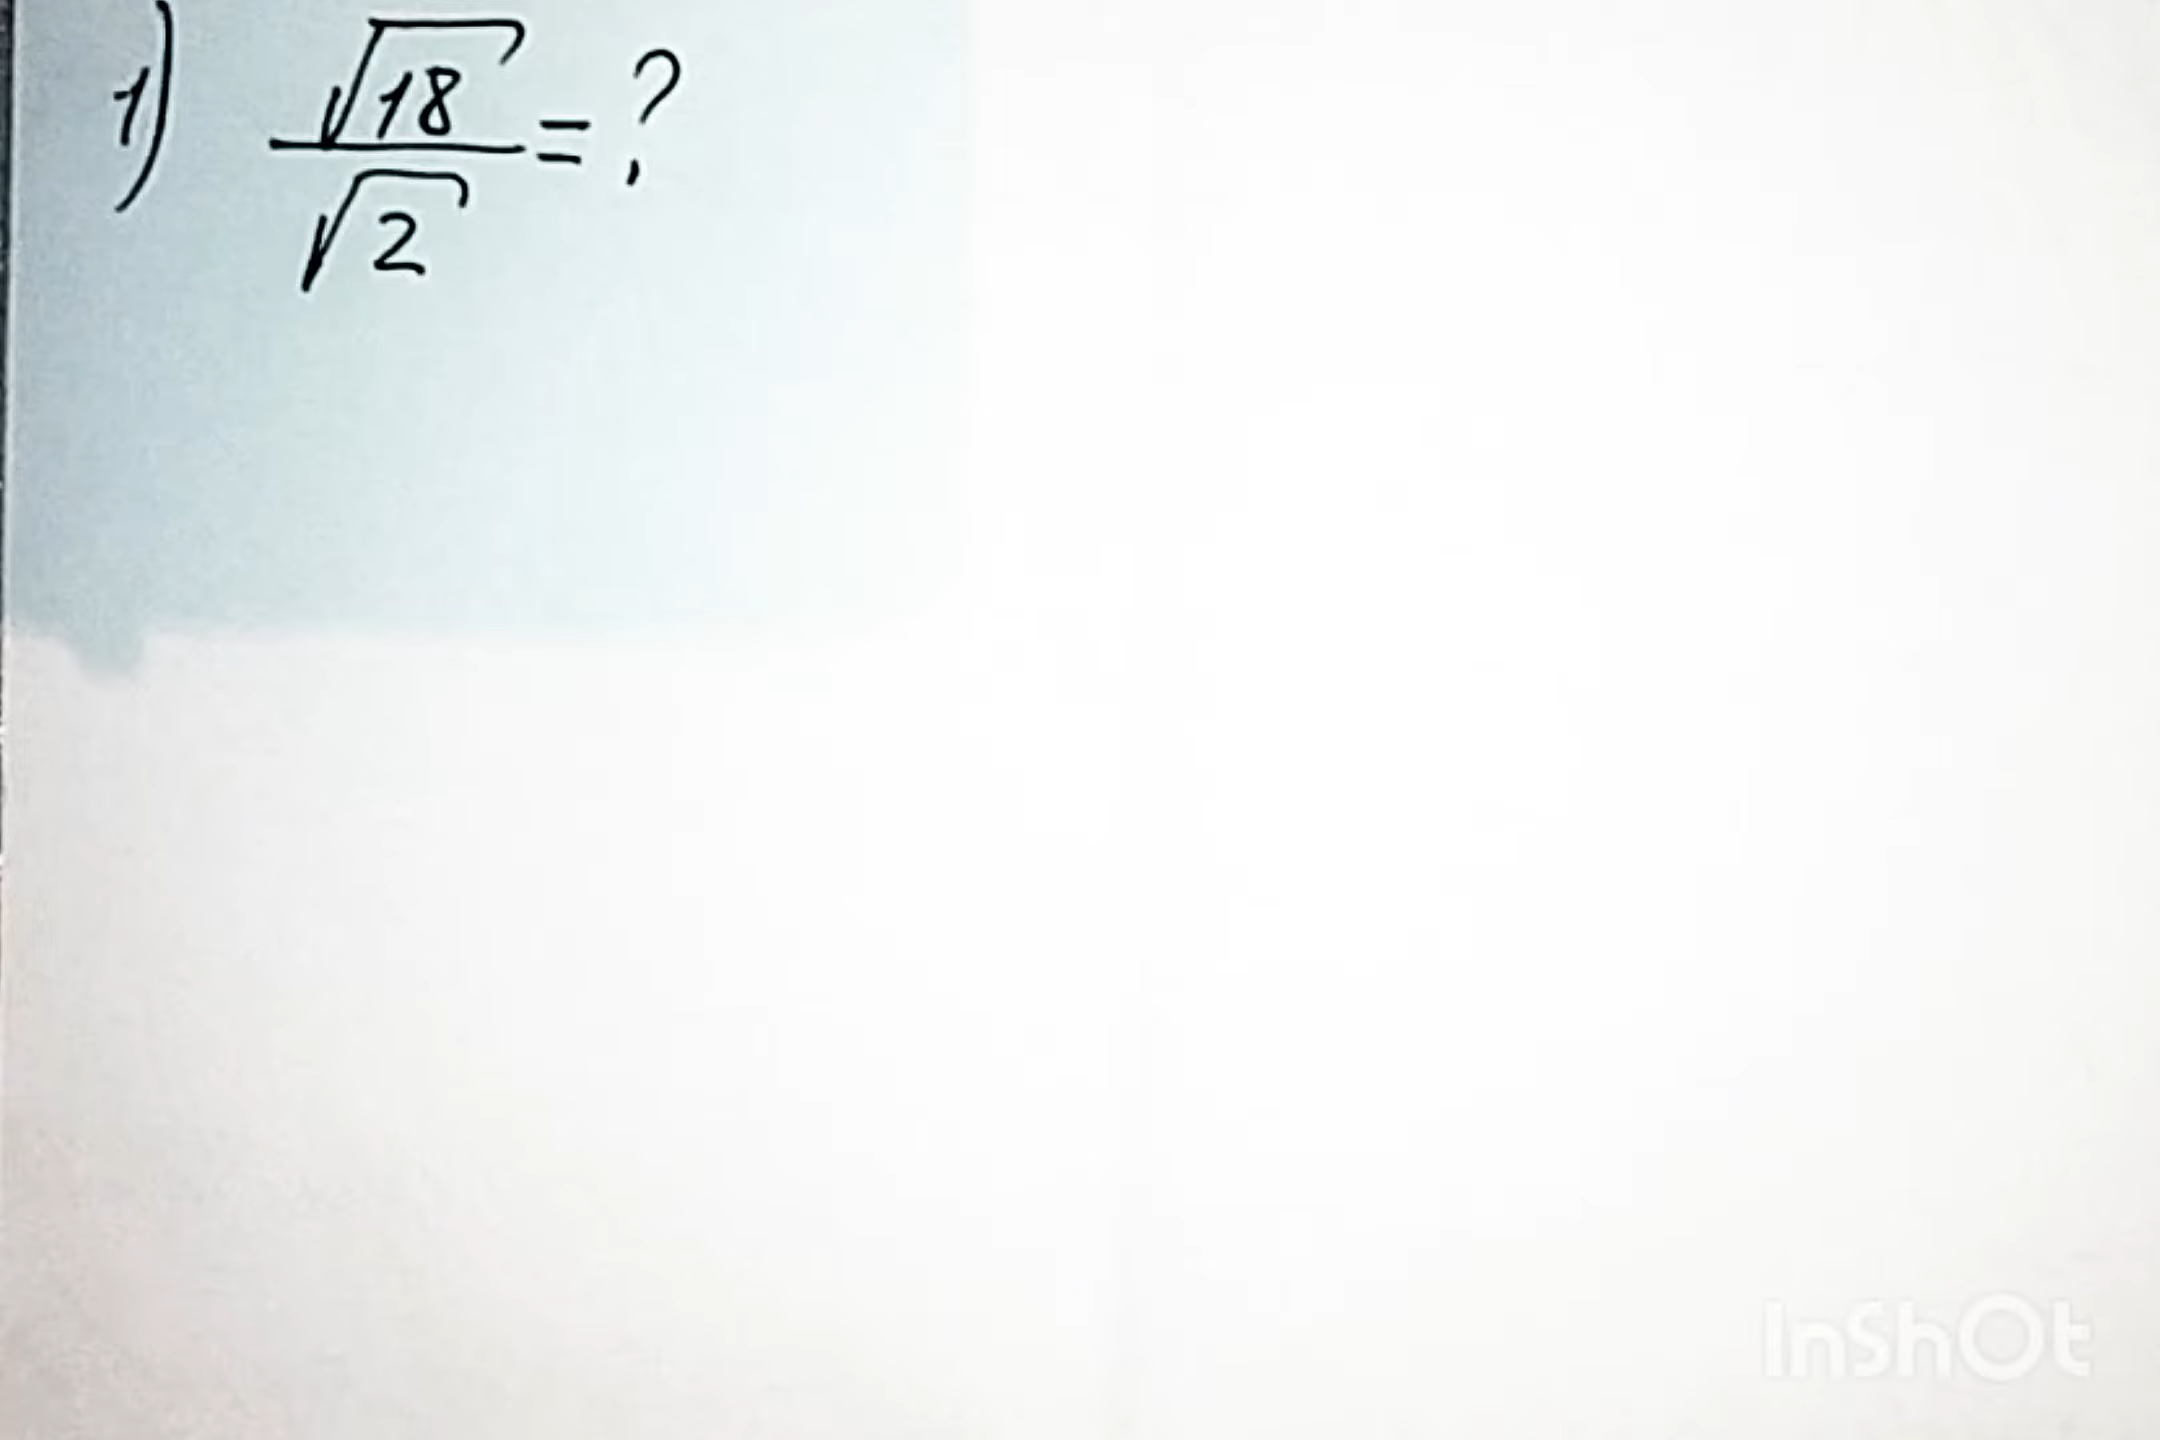 1) √18 / √2 = ?
InShOt